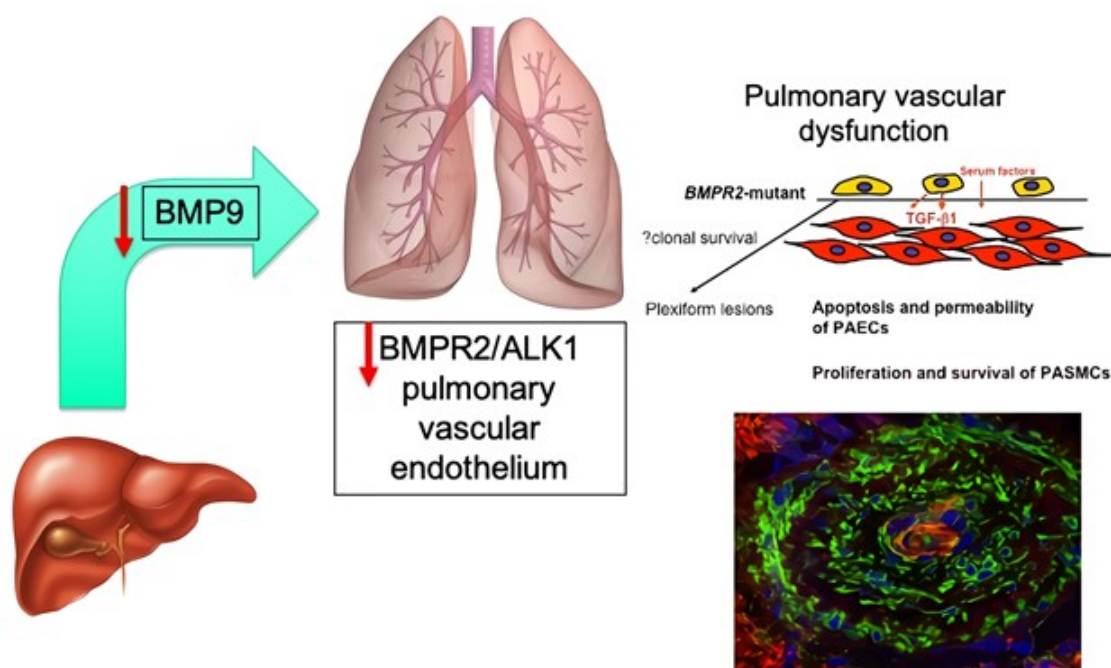 BMP9
BMPR2/ALK1
pulmonary
vascular
endothelium
Pulmonary vascular
dysfunction
BMPR2-mutant
Serum factors
TGF-β1
?clonal survival
Plexiform lesions
Apoptosis and permeability
of PAECs
Proliferation and survival of PASMCs